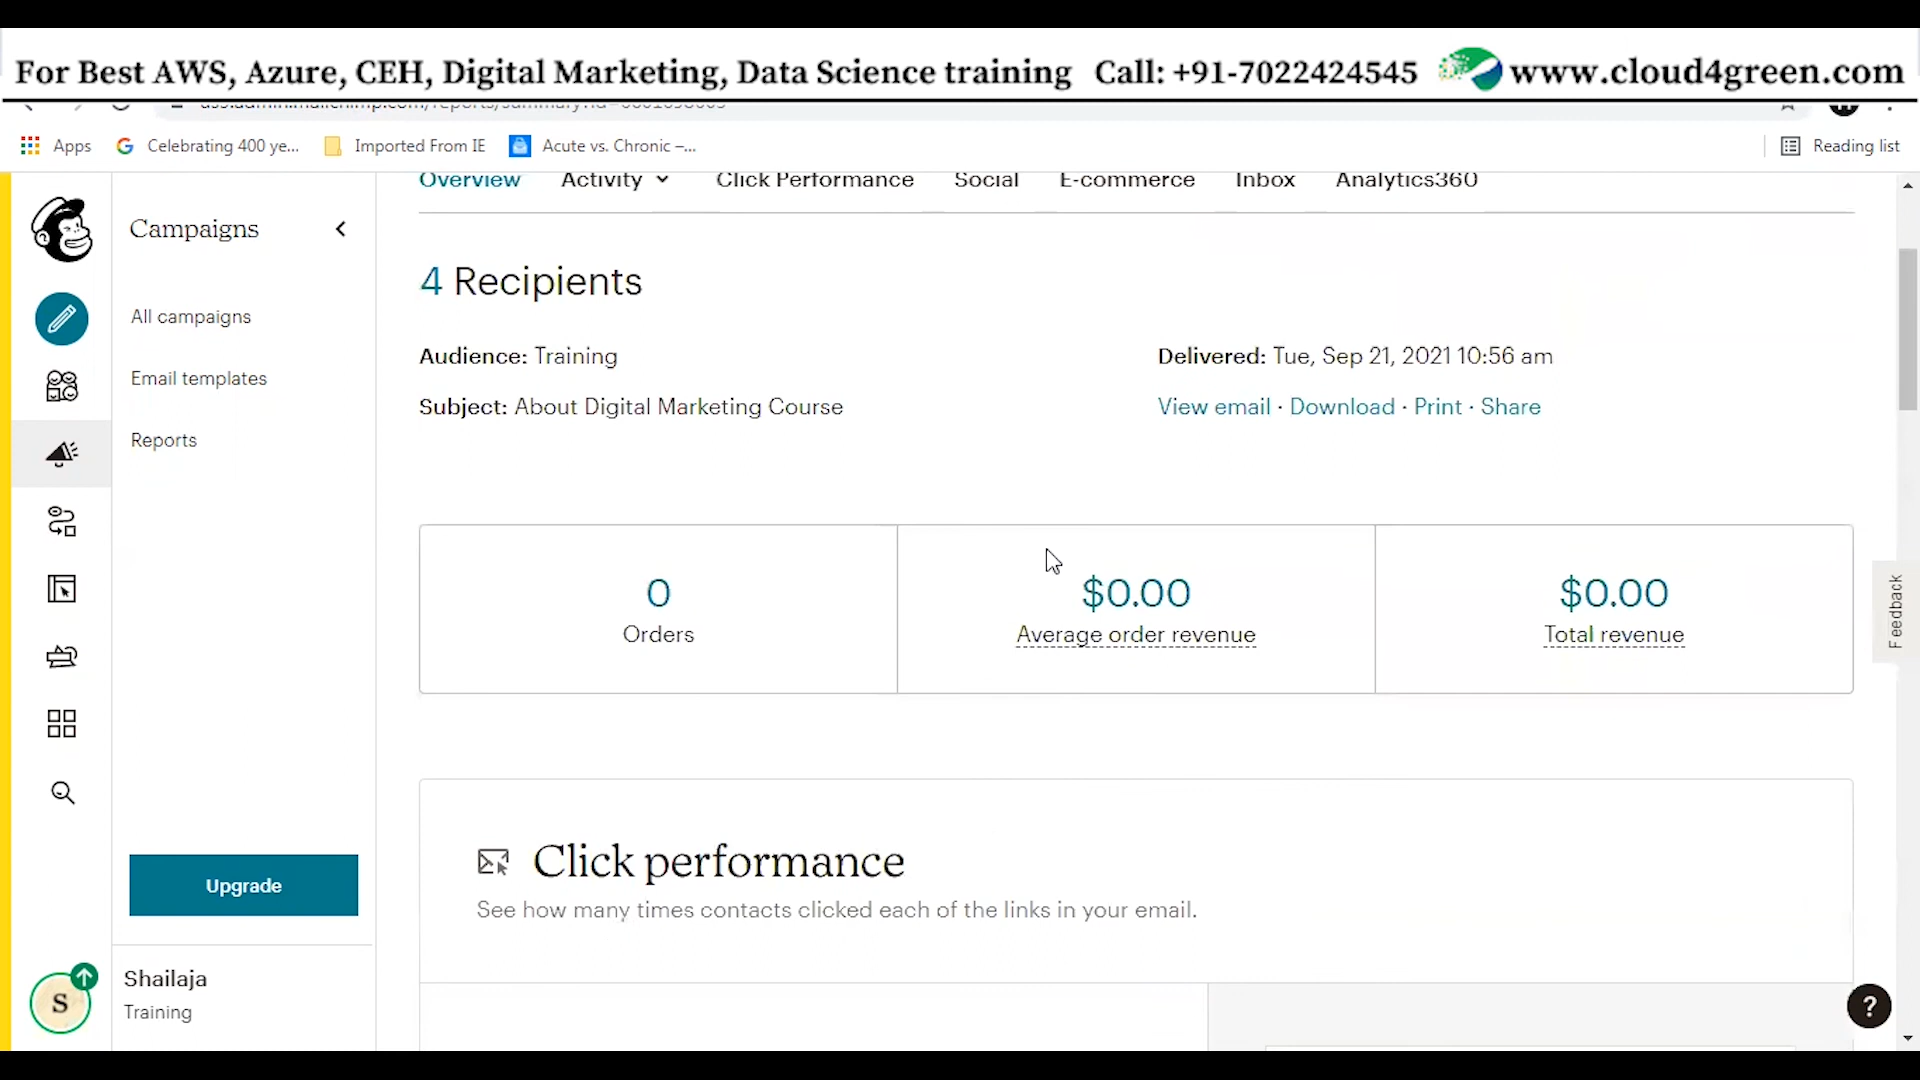 For Best AWS, Azure, CEH, Digital Marketing, Data Science training Call: +91-7022424545 www.cloud4green.com
Apps Celebrating 400 ye... Imported From IE Acute vs. Chronic –... Reading list
Overview Activity Click Performance Social E-commerce Inbox Analytics360
Campaigns
All campaigns
Email templates
Reports
4 Recipients
Audience: Training
Delivered: Tue, Sep 21, 2021 10:56 am
Subject: About Digital Marketing Course
View email · Download · Print · Share
0
Orders
$0.00
Average order revenue
$0.00
Total revenue
Feedback
Click performance
See how many times contacts clicked each of the links in your email.
Upgrade
S
Shailaja
Training
?